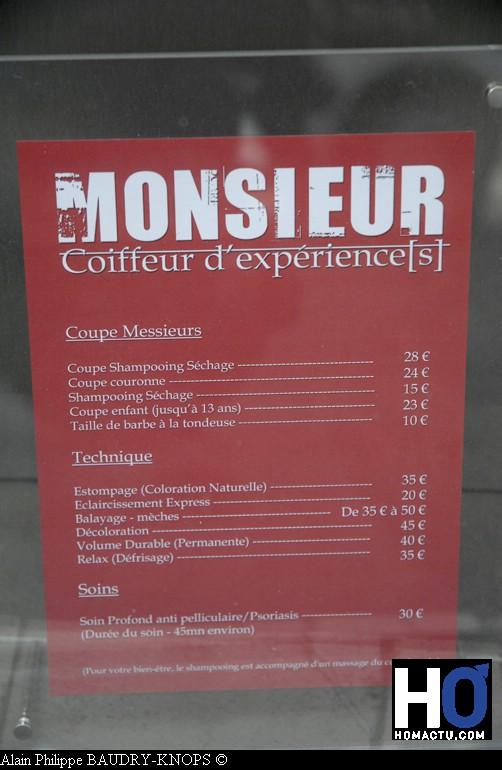 MONSIEUR
Coiffeur d'expérience[s]
Coupe Messieurs
Coupe Shampooing Séchage -------------------------------- 28 €
Coupe couronne ------------------------------------------------ 24 €
Shampooing Séchage ------------------------------------------ 15 €
Coupe enfant (jusqu'à 13 ans) ------------------------------- 23 €
Taille de barbe à la tondeuse -------------------------------- 10 €
Technique
Estompage (Coloration Naturelle) ------------------------ 35 €
Eclaircissement Express -------------------------------------- 20 €
Balayage - mèches ----------------------------------- De 35 € à 50 €
Décoloration ---------------------------------------------------- 45 €
Volume Durable (Permanente) ---------------------------- 40 €
Relax (Défrisage) ---------------------------------------------- 35 €
Soins
Soin Profond anti pelliculaire/Psoriasis ----------------- 30 €
(Durée du soin - 45mn environ)
(Pour votre bien-être, le shampooing est accompagné d'un massage du
HO
HOMACTU.COM
Alain Philippe BAUDRY-KNOPS ©